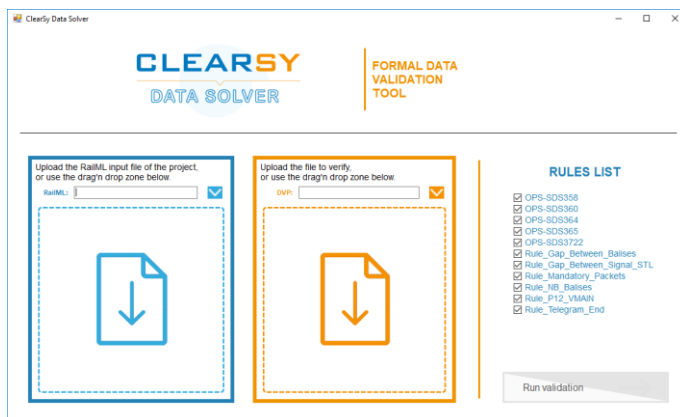 ClearSy Data Solver
CLEARSY
DATA SOLVER
FORMAL DATA
VALIDATION
TOOL
Upload the RailML input file of the project,
or use the drag'n drop zone below.
RailML:
Upload the file to verify,
or use the drag'n drop zone below.
DVP:
RULES LIST
OPS-SDS358
OPS-SDS360
OPS-SDS364
OPS-SDS365
OPS-SDS3722
Rule_Gap_Between_Balises
Rule_Gap_Between_Signal_STL
Rule_Mandatory_Packets
Rule_NB_Balises
Rule_P12_VMAIN
Rule_Telegram_End
Run validation